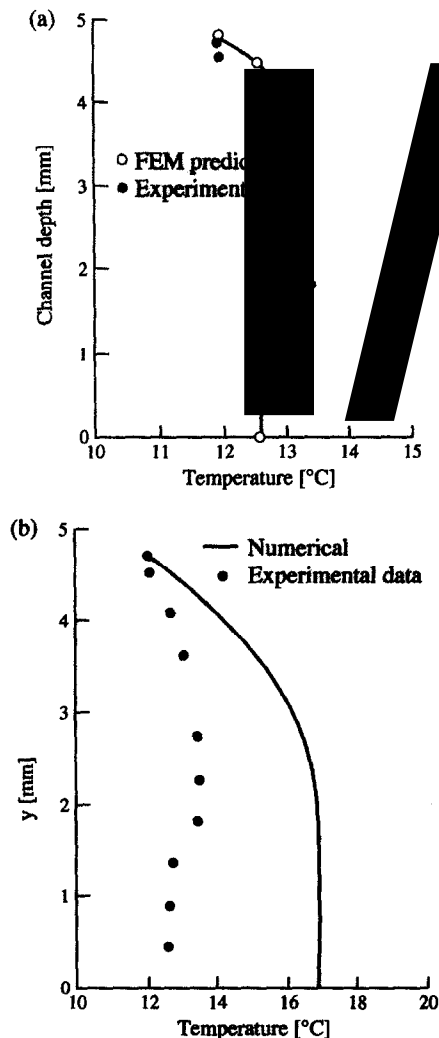 (a)
5
4
3
2
1
0
Channel depth [mm]
FEM
Experiment
10
11
12
13
14
15
Temperature [°C]
(b)
5
4
3
2
1
0
y [mm]
Numerical
Experimental data
10
12
14
16
18
20
Temperature [°C]